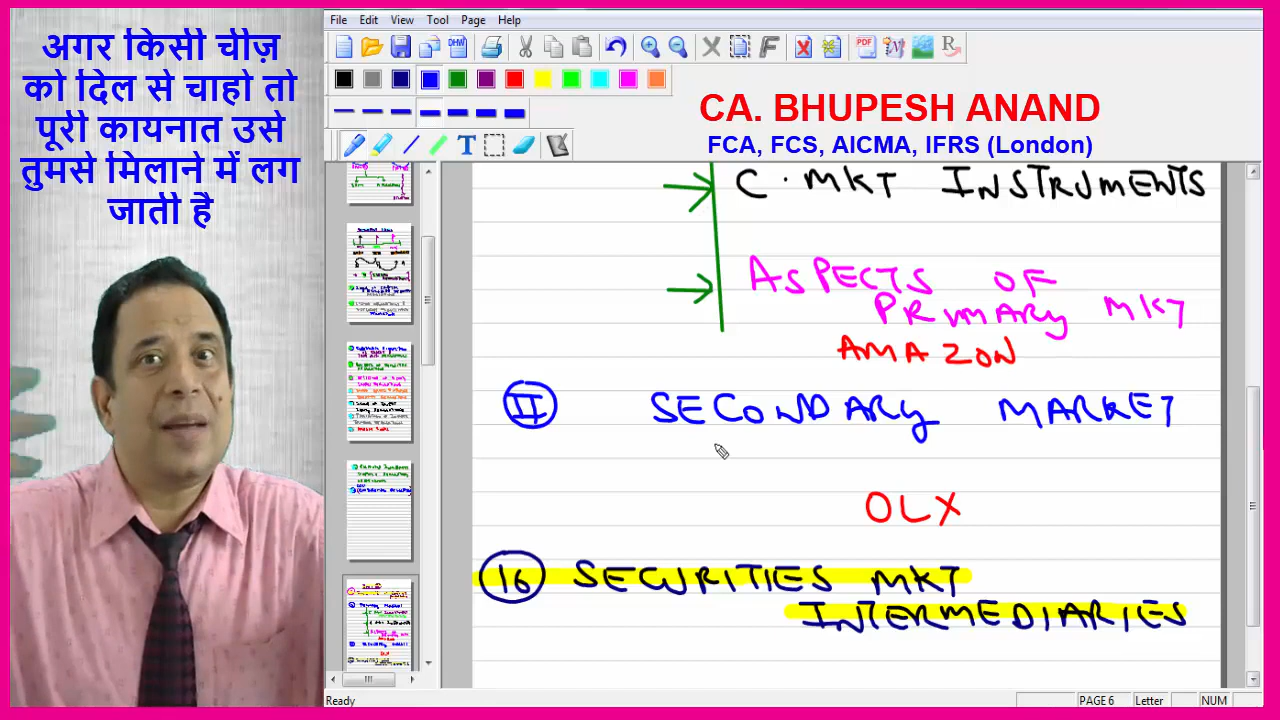 अगर किसी चीज़
को दिल से चाहो तो
पूरी कायनात उसे
तुमसे मिलाने में लग
जाती है
File Edit View Tool Page Help
DHW
PDF
CA. BHUPESH ANAND
FCA, FCS, AICMA, IFRS (London)
C. MKT INSTRUMENTS
ASPECTS OF
PRIMARY MKT
AMAZON
II SECONDARY MARKET
OLX
16 SECURITIES MKT
INTERMEDIARIES
Ready
PAGE 6 Letter NUM